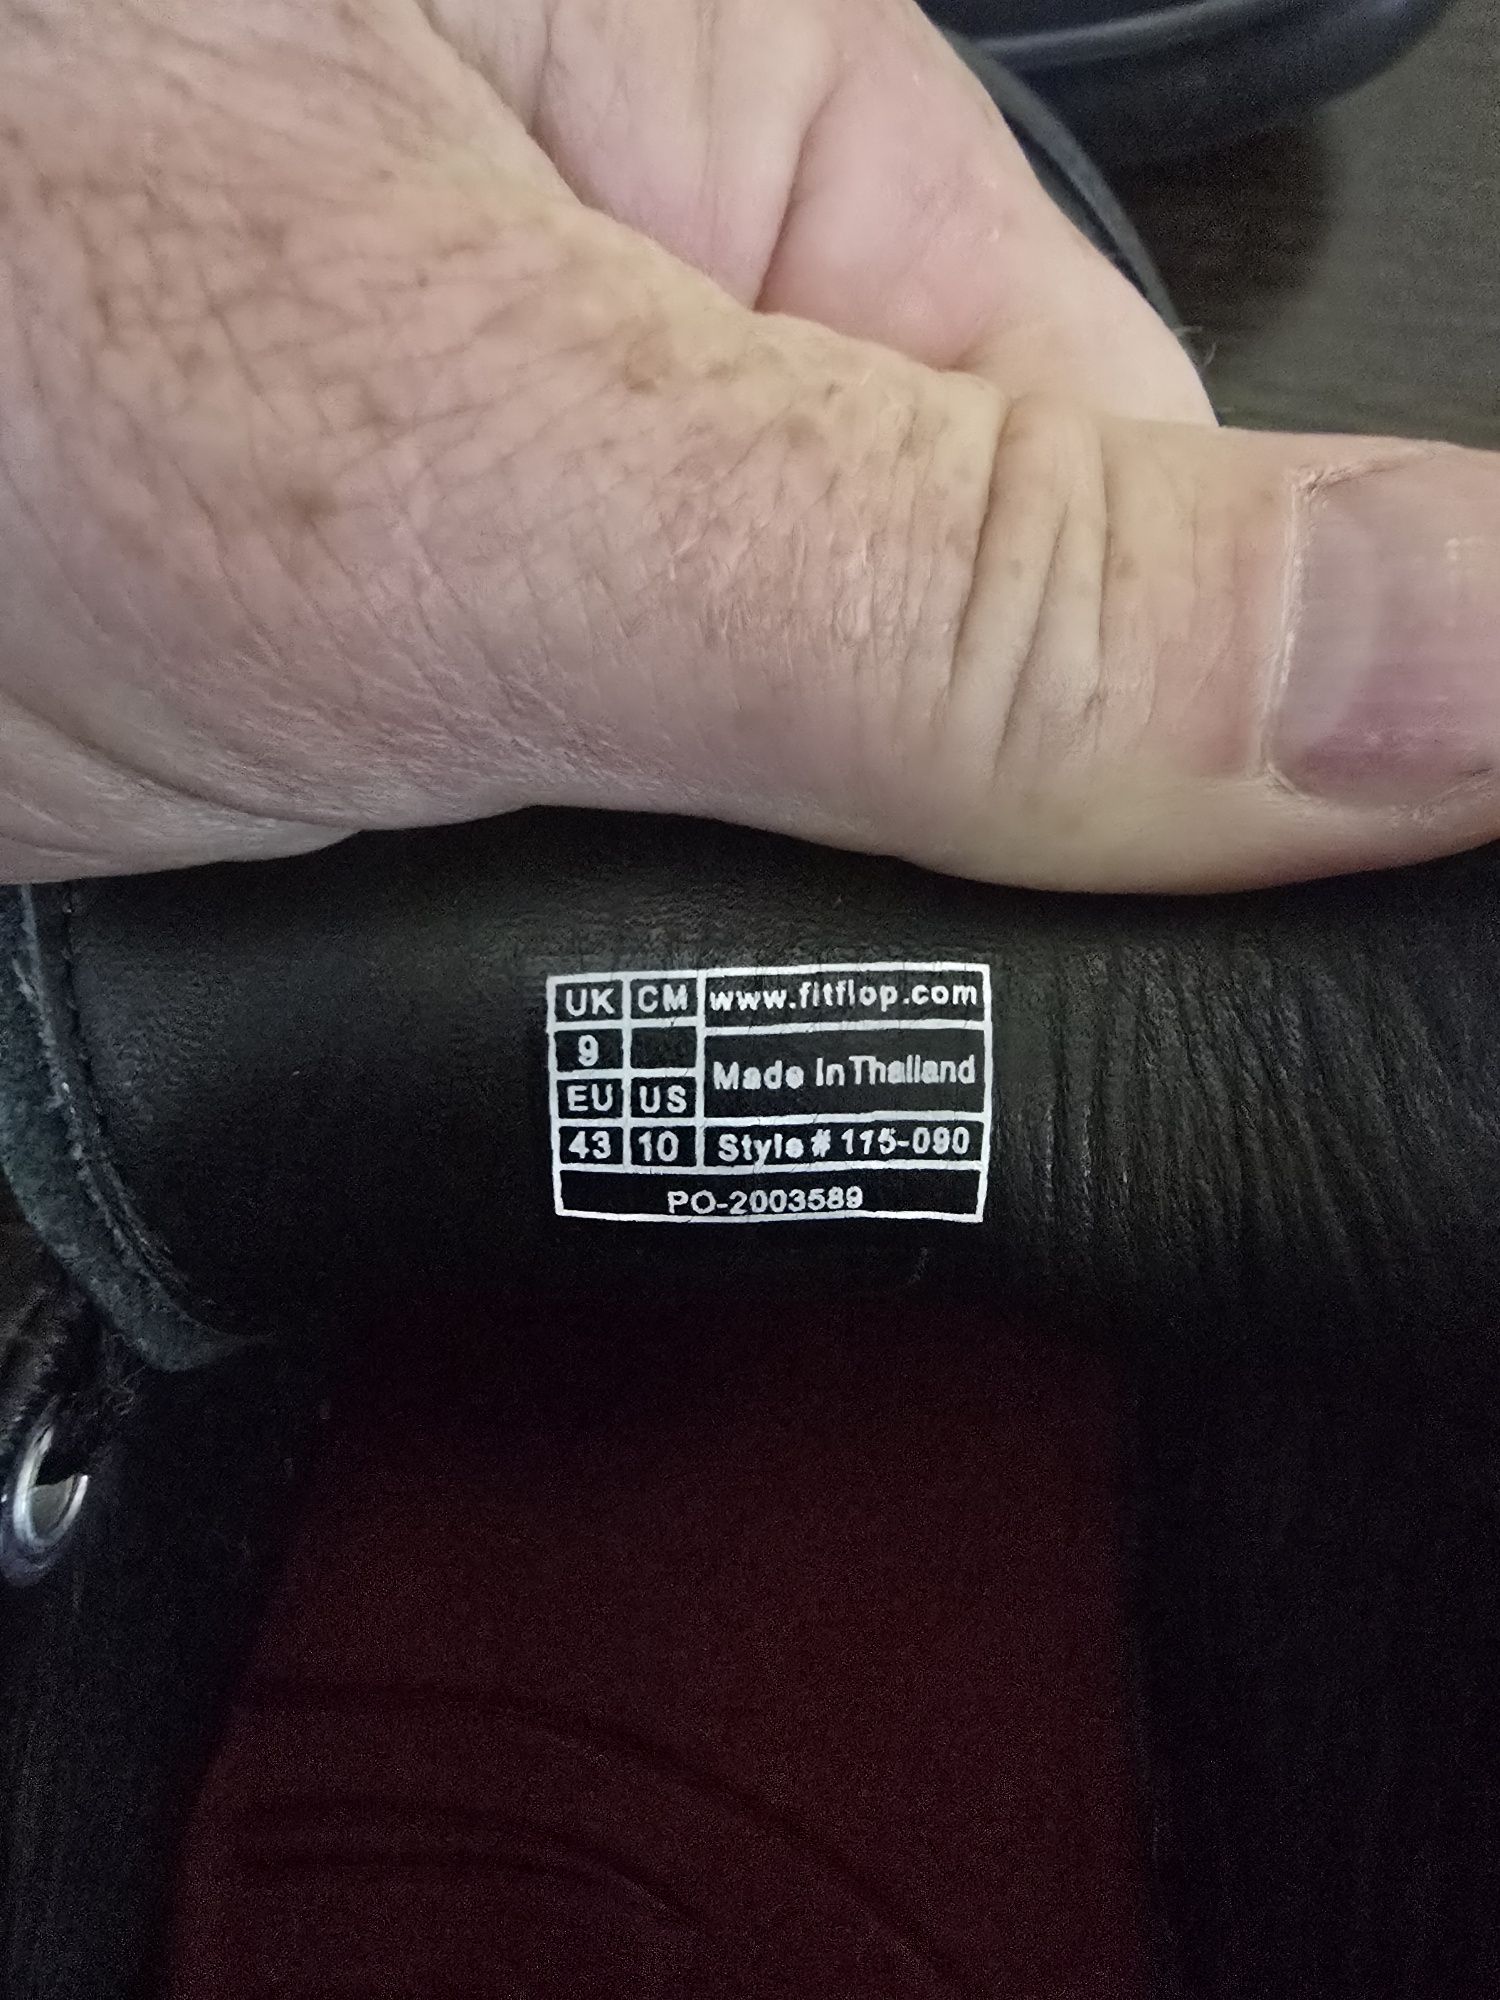 UK CM www.fitflop.com
9
Made In Thailand
EU US
43 10 Style # 115-090
PO-2003589